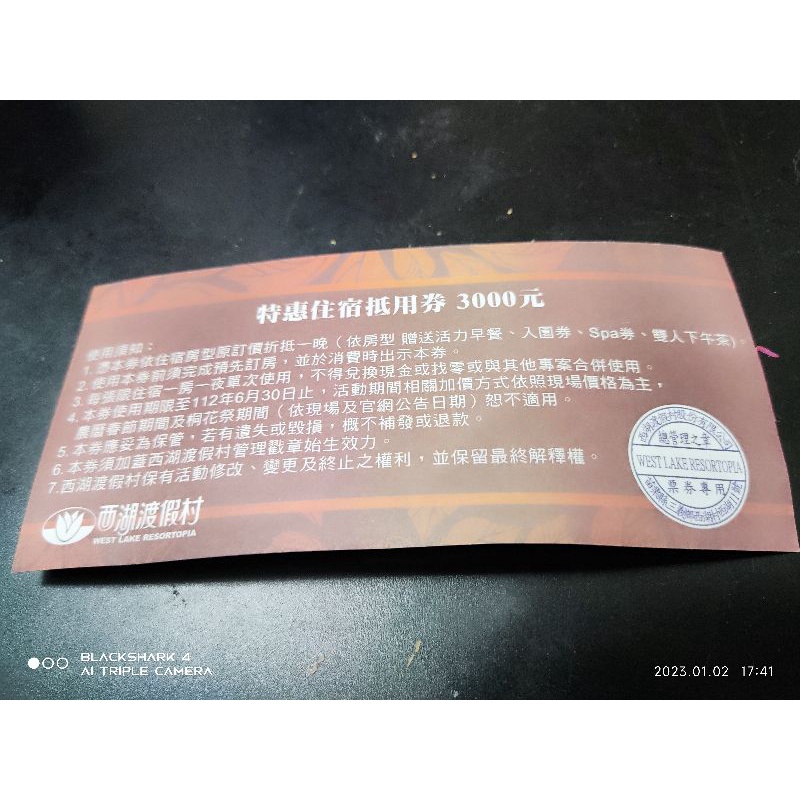 特惠住宿抵用券 3000元
使用須知：
1. 憑本券依住宿房型原訂價折抵一晚（依房型 贈送活力早餐、入園券、Spa券、雙人下午茶)。
2. 使用本券前須完成預先訂房，並於消費時出示本券。
3. 每張限住宿一房一夜單次使用，不得兌換現金或找零或與其他專案合併使用。
4. 本券使用期限至112年6月30日止，活動期間相關加價方式依照現場價格為主，
農曆春節期間及桐花祭期間（依現場及官網公告日期）恕不適用。
5. 本券應妥為保管，若有遺失或毀損，概不補發或退款。
6. 本券須加蓋西湖渡假村管理戳章始生效力。
7. 西湖渡假村保有活動修改、變更及終止之權利，並保留最終解釋權。
總管理之章
WEST LAKE RESORTOPIA
票券專用
西湖渡假村
WEST LAKE RESORTOPIA
BLACKSHARK 4
AI TRIPLE CAMERA
2023.01.02 17:41